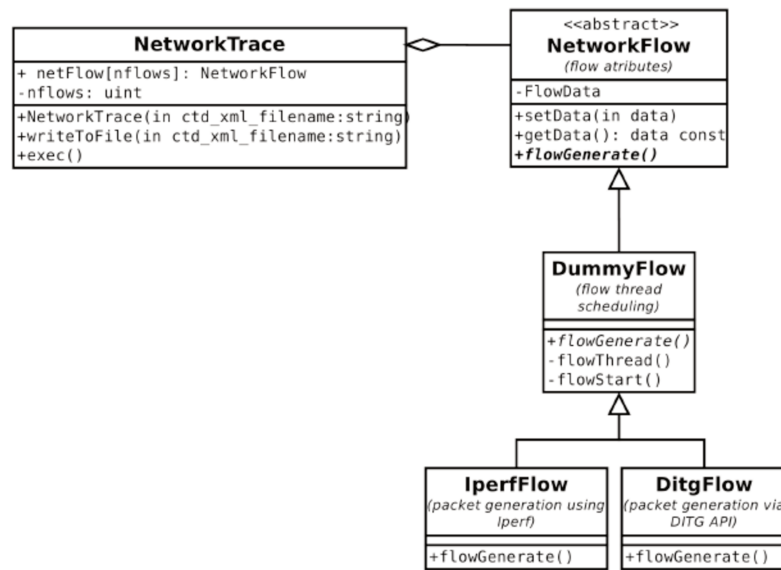 NetworkTrace
+ netFlow[nflows]: NetworkFlow
-nflows: uint
+NetworkTrace(in ctd_xml_filename:string)
+writeToFile(in ctd_xml_filename:string)
+exec()
<<abstract>>
NetworkFlow
(flow atributes)
-FlowData
+setData(in data)
+getData(): data const
+flowGenerate()
DummyFlow
(flow thread
scheduling)
+flowGenerate()
-flowThread()
-flowStart()
IperfFlow
(packet generation using
Iperf)
+flowGenerate()
DitgFlow
(packet generation via
DITG API)
+flowGenerate()